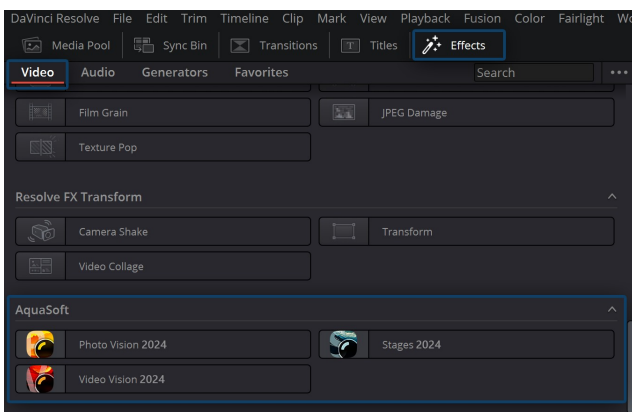 DaVinci Resolve File Edit Trim Timeline Clip Mark View Playback Fusion Color Fairlight
Media Pool Sync Bin Transitions T Titles Effects
Video Audio Generators Favorites Search •••
Film Grain JPEG Damage
Texture Pop
Resolve FX Transform
Camera Shake Transform
Video Collage
AquaSoft
Photo Vision 2024 Stages 2024
Video Vision 2024